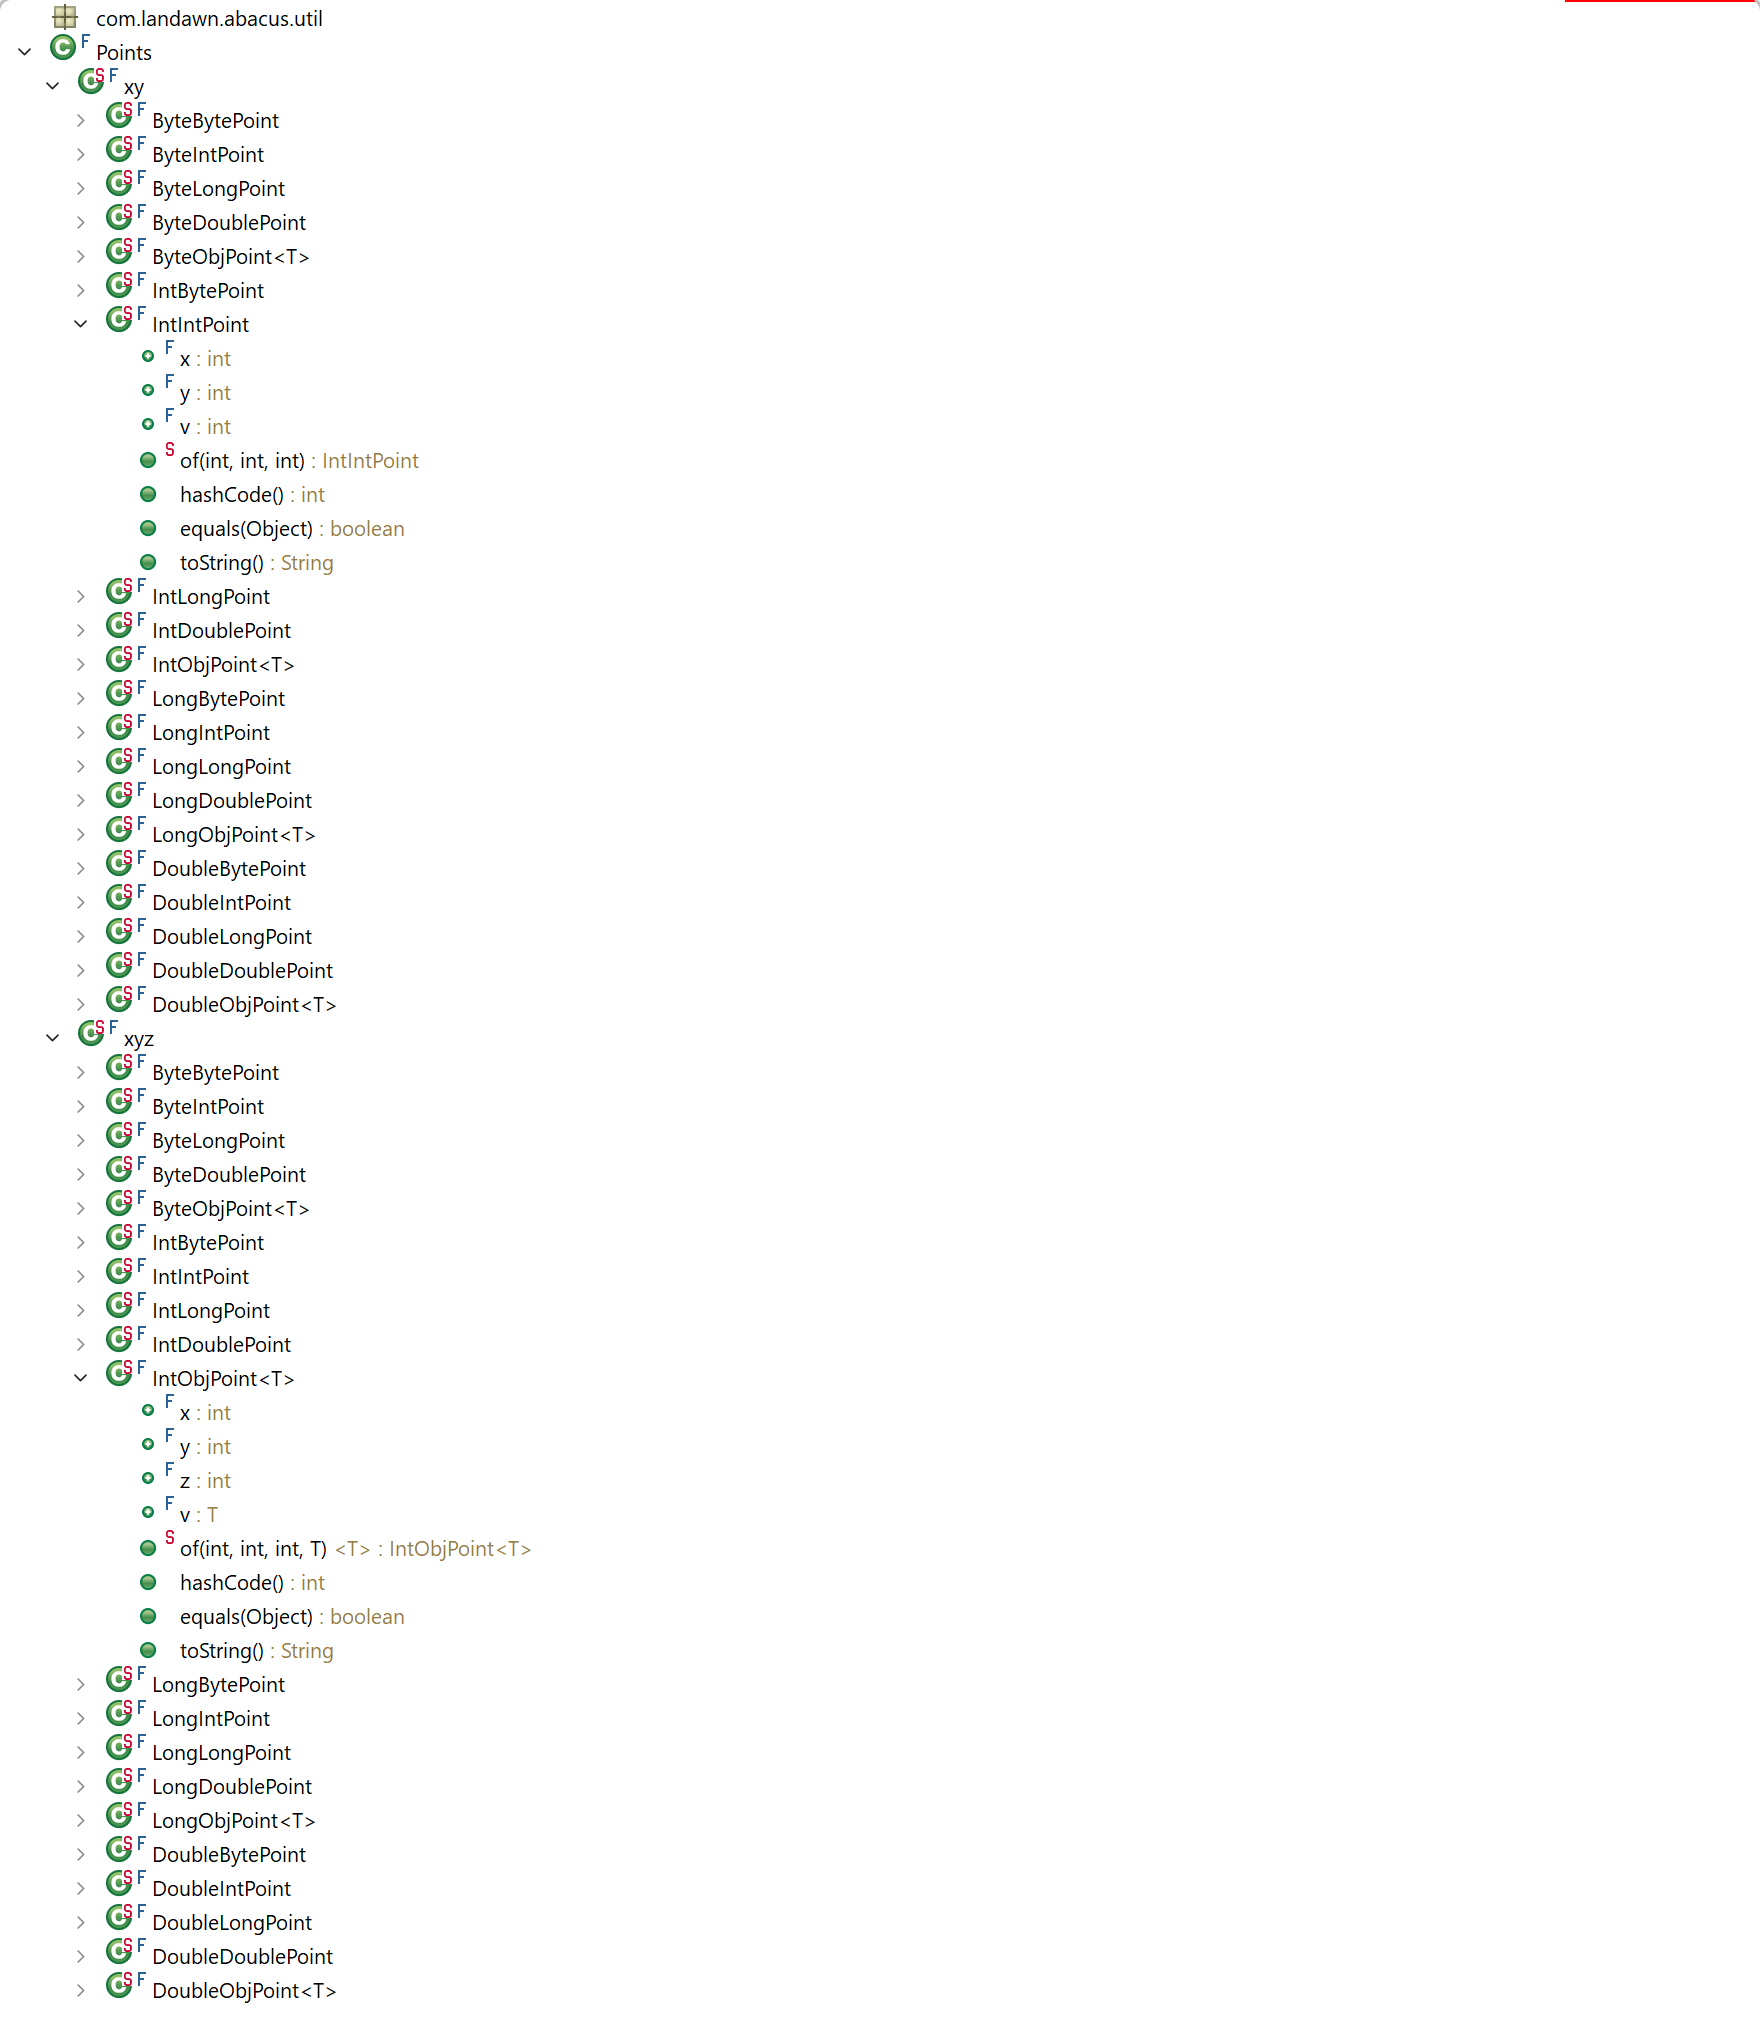 com.landawn.abacus.util
Points
xy
ByteBytePoint
ByteIntPoint
ByteLongPoint
ByteDoublePoint
ByteObjPoint<T>
IntBytePoint
IntIntPoint
x : int
y : int
v : int
of(int, int, int) : IntIntPoint
hashCode() : int
equals(Object) : boolean
toString() : String
IntLongPoint
IntDoublePoint
IntObjPoint<T>
LongBytePoint
LongIntPoint
LongLongPoint
LongDoublePoint
LongObjPoint<T>
DoubleBytePoint
DoubleIntPoint
DoubleLongPoint
DoubleDoublePoint
DoubleObjPoint<T>
xyz
ByteBytePoint
ByteIntPoint
ByteLongPoint
ByteDoublePoint
ByteObjPoint<T>
IntBytePoint
IntIntPoint
IntLongPoint
IntDoublePoint
IntObjPoint<T>
x : int
y : int
z : int
v : T
of(int, int, int, T) <T> : IntObjPoint<T>
hashCode() : int
equals(Object) : boolean
toString() : String
LongBytePoint
LongIntPoint
LongLongPoint
LongDoublePoint
LongObjPoint<T>
DoubleBytePoint
DoubleIntPoint
DoubleLongPoint
DoubleDoublePoint
DoubleObjPoint<T>